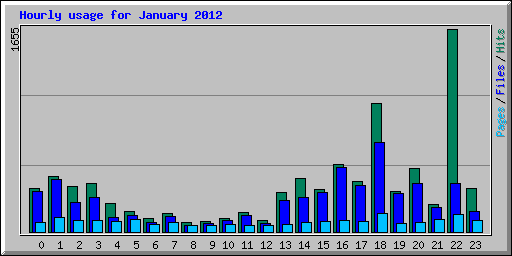 Hourly usage for January 2012
1655
Pages / Files / Hits
0 1 2 3 4 5 6 7 8 9 10 11 12 13 14 15 16 17 18 19 20 21 22 23